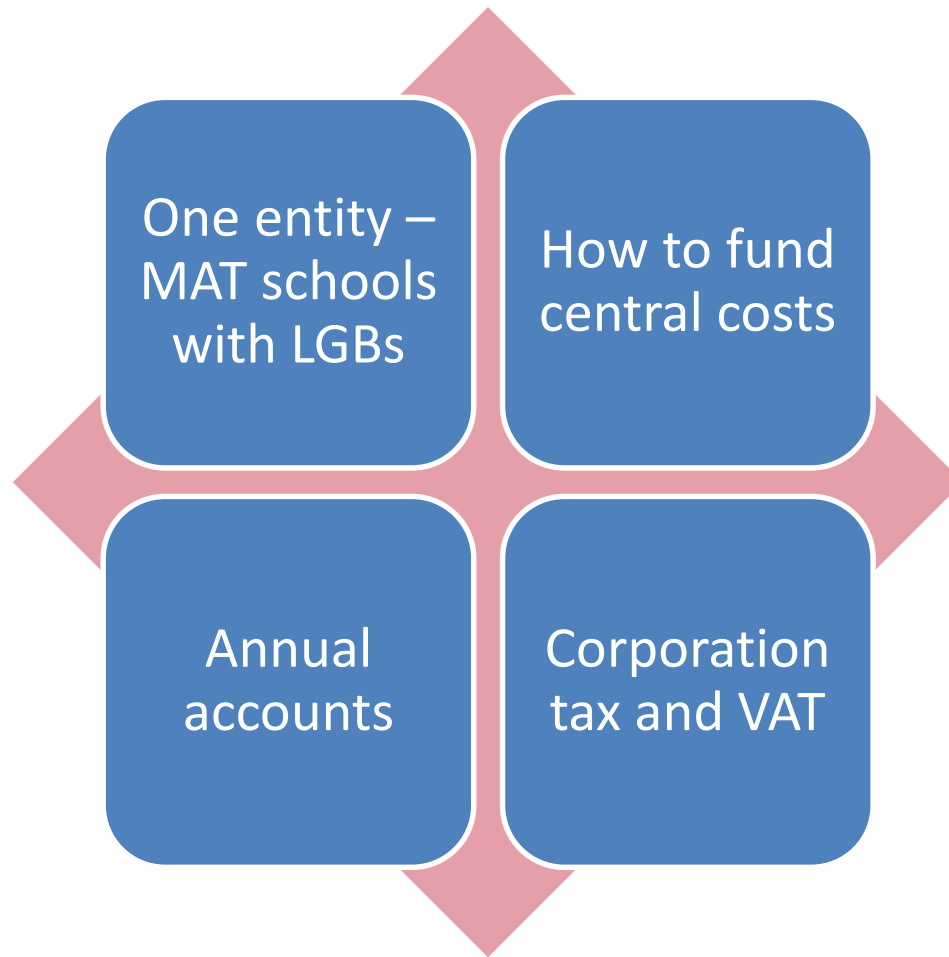 One entity –
MAT schools
with LGBs
How to fund
central costs
Annual
accounts
Corporation
tax and VAT